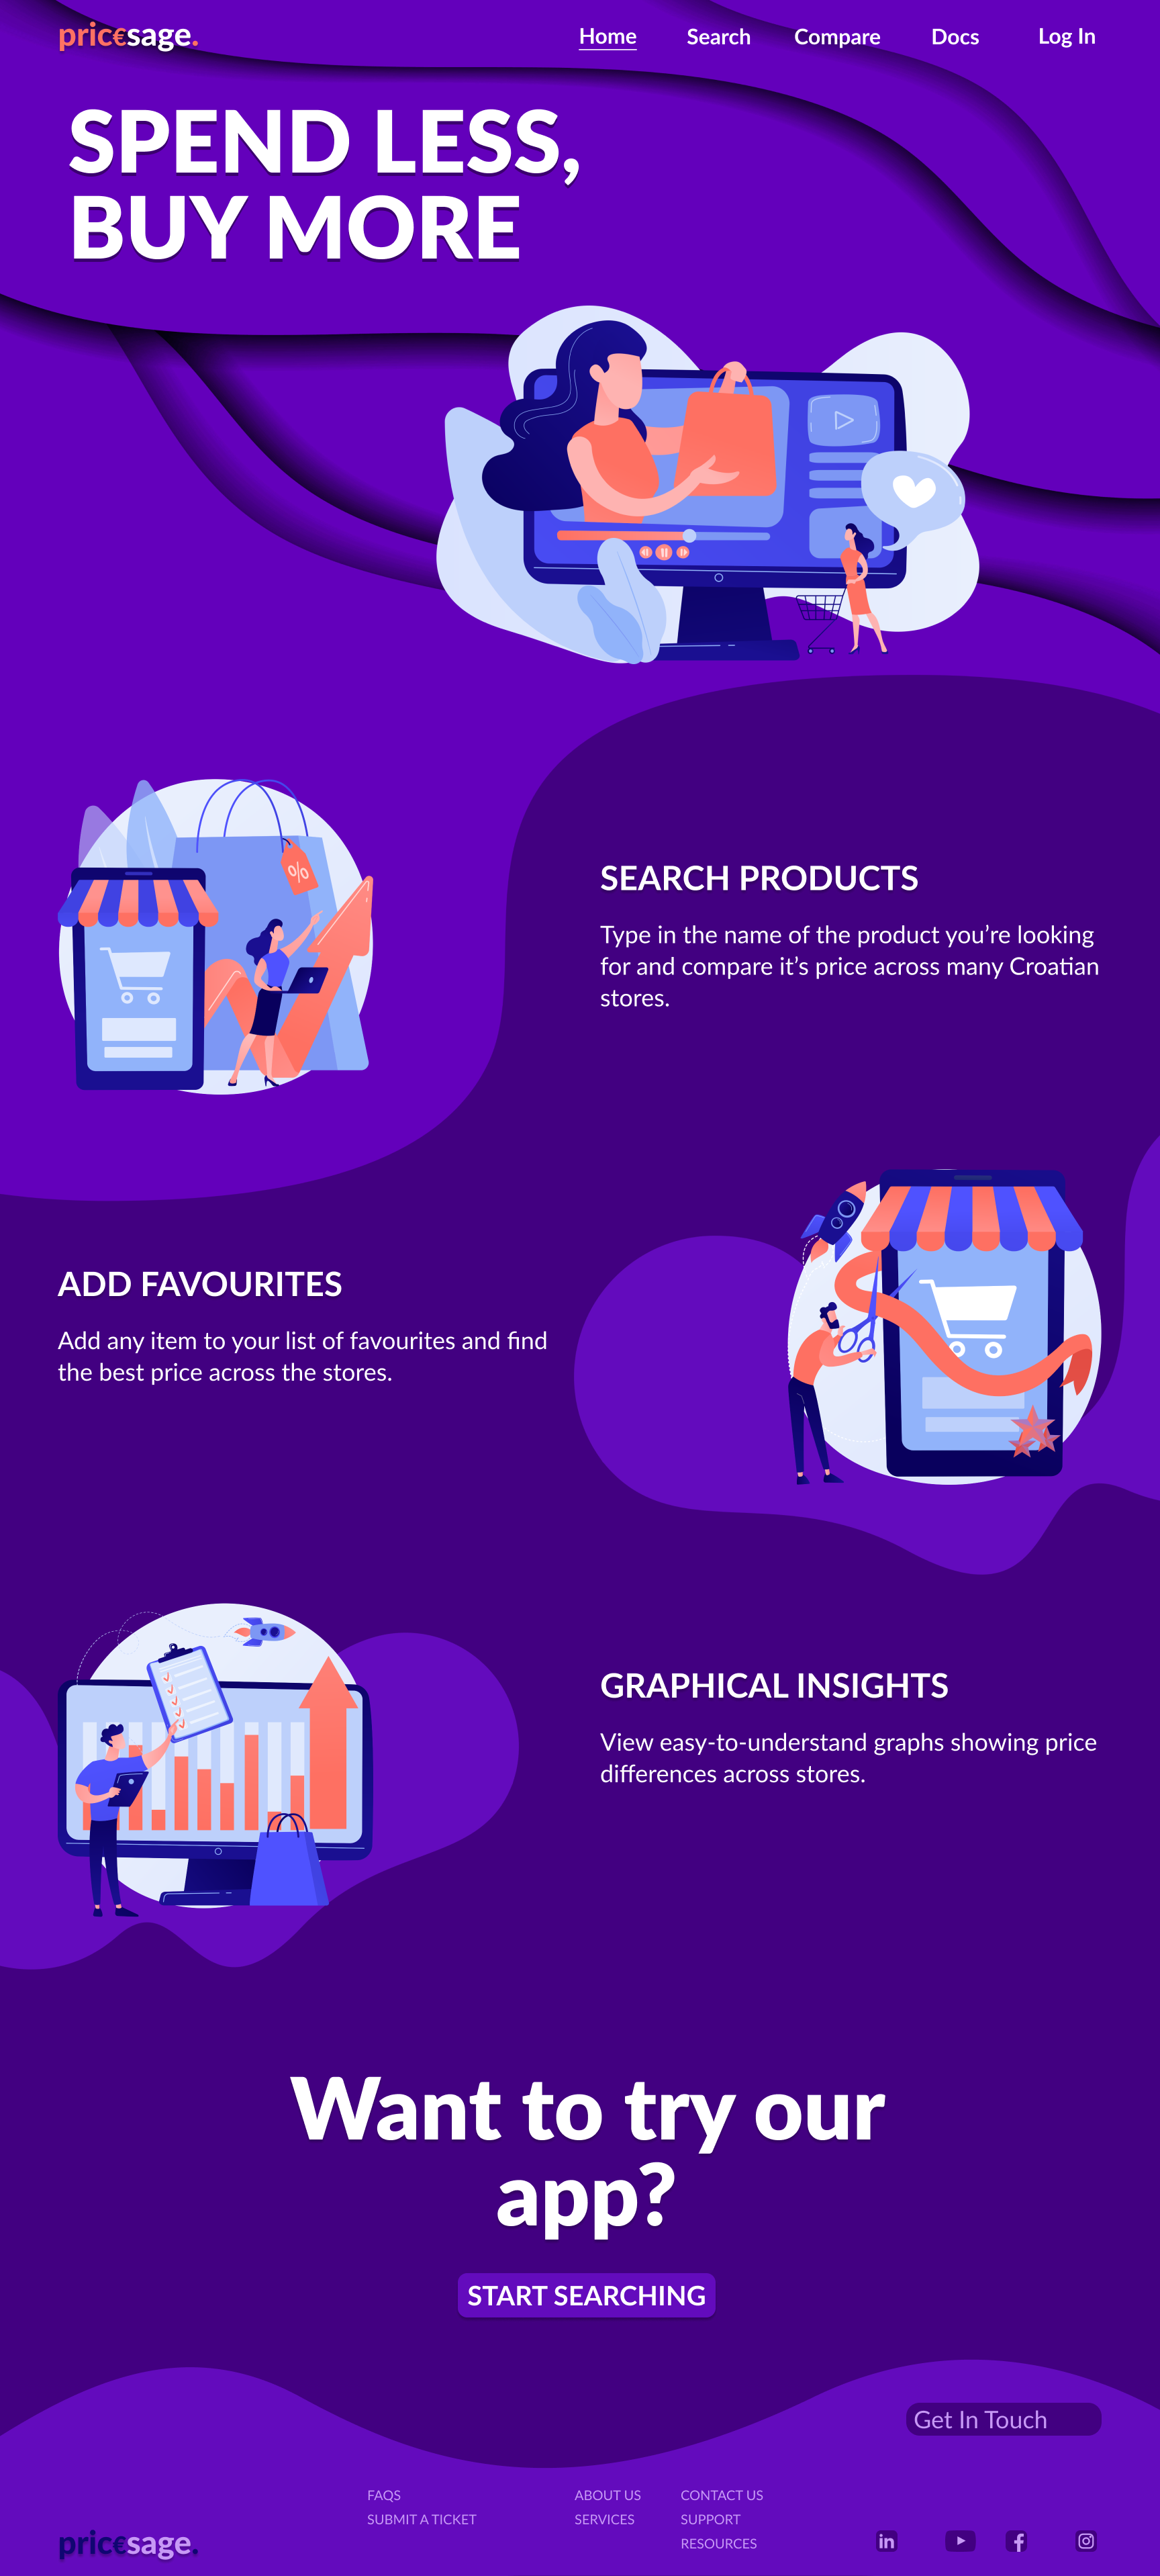 pric€sage.
Home Search Compare Docs Log In
SPEND LESS,
BUY MORE
%
SEARCH PRODUCTS
Type in the name of the product you’re looking
for and compare it’s price across many Croatian
stores.
ADD FAVOURITES
Add any item to your list of favourites and find
the best price across the stores.
GRAPHICAL INSIGHTS
View easy-to-understand graphs showing price
differences across stores.
Want to try our
app?
START SEARCHING
Get In Touch
FAQS
SUBMIT A TICKET
ABOUT US
SERVICES
CONTACT US
SUPPORT
RESOURCES
pric€sage.
in